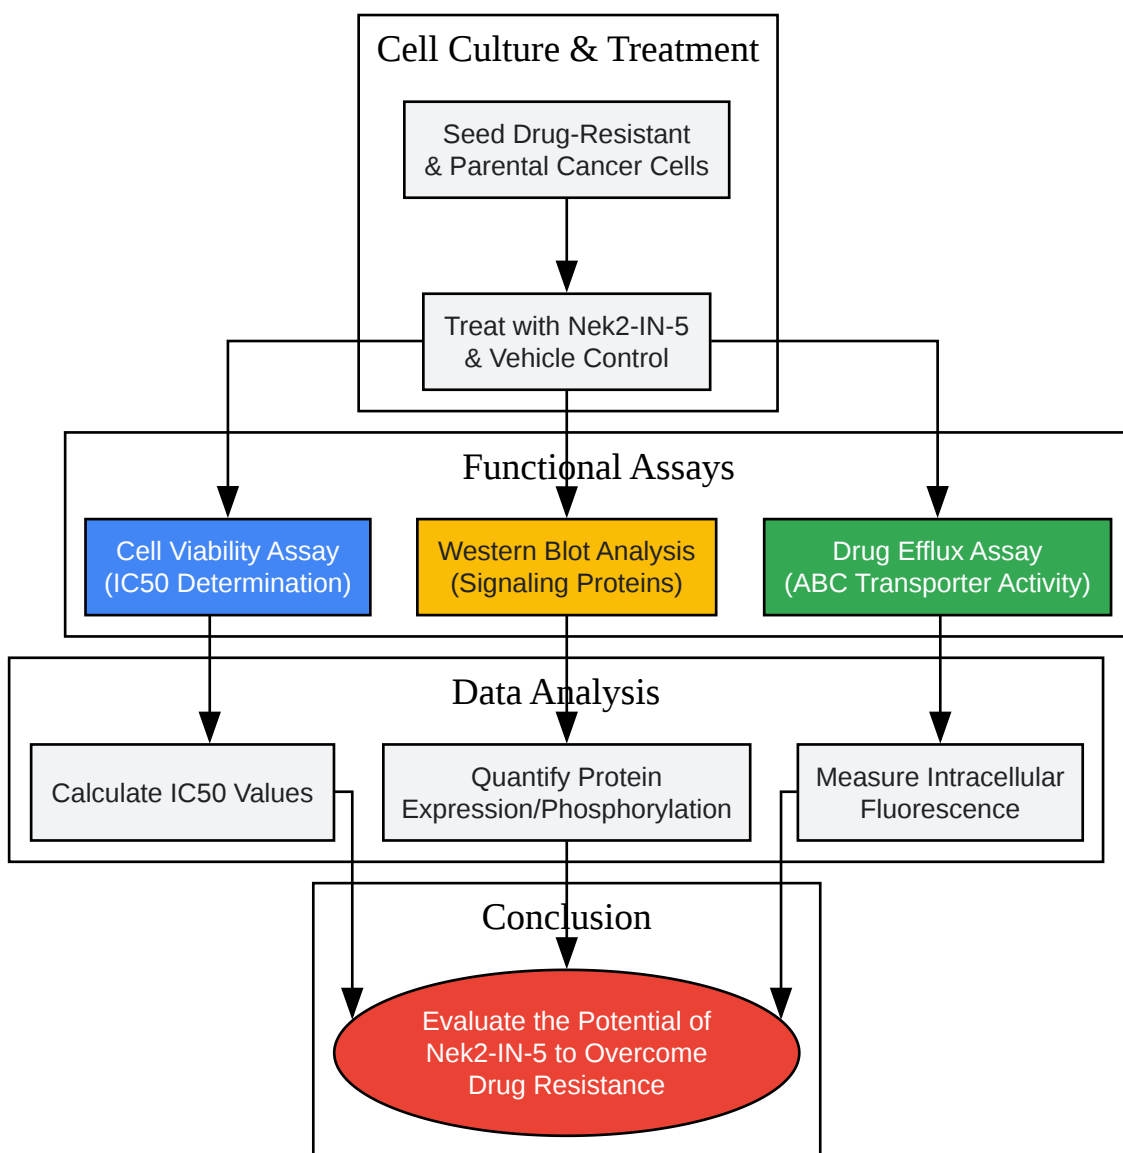 Cell Culture & Treatment
Seed Drug-Resistant
& Parental Cancer Cells
Treat with Nek2-IN-5
& Vehicle Control
Functional Assays
Cell Viability Assay
(IC50 Determination)
Western Blot Analysis
(Signaling Proteins)
Drug Efflux Assay
(ABC Transporter Activity)
Data Analysis
Calculate IC50 Values
Quantify Protein
Expression/Phosphorylation
Measure Intracellular
Fluorescence
Conclusion
Evaluate the Potential of
Nek2-IN-5 to Overcome
Drug Resistance